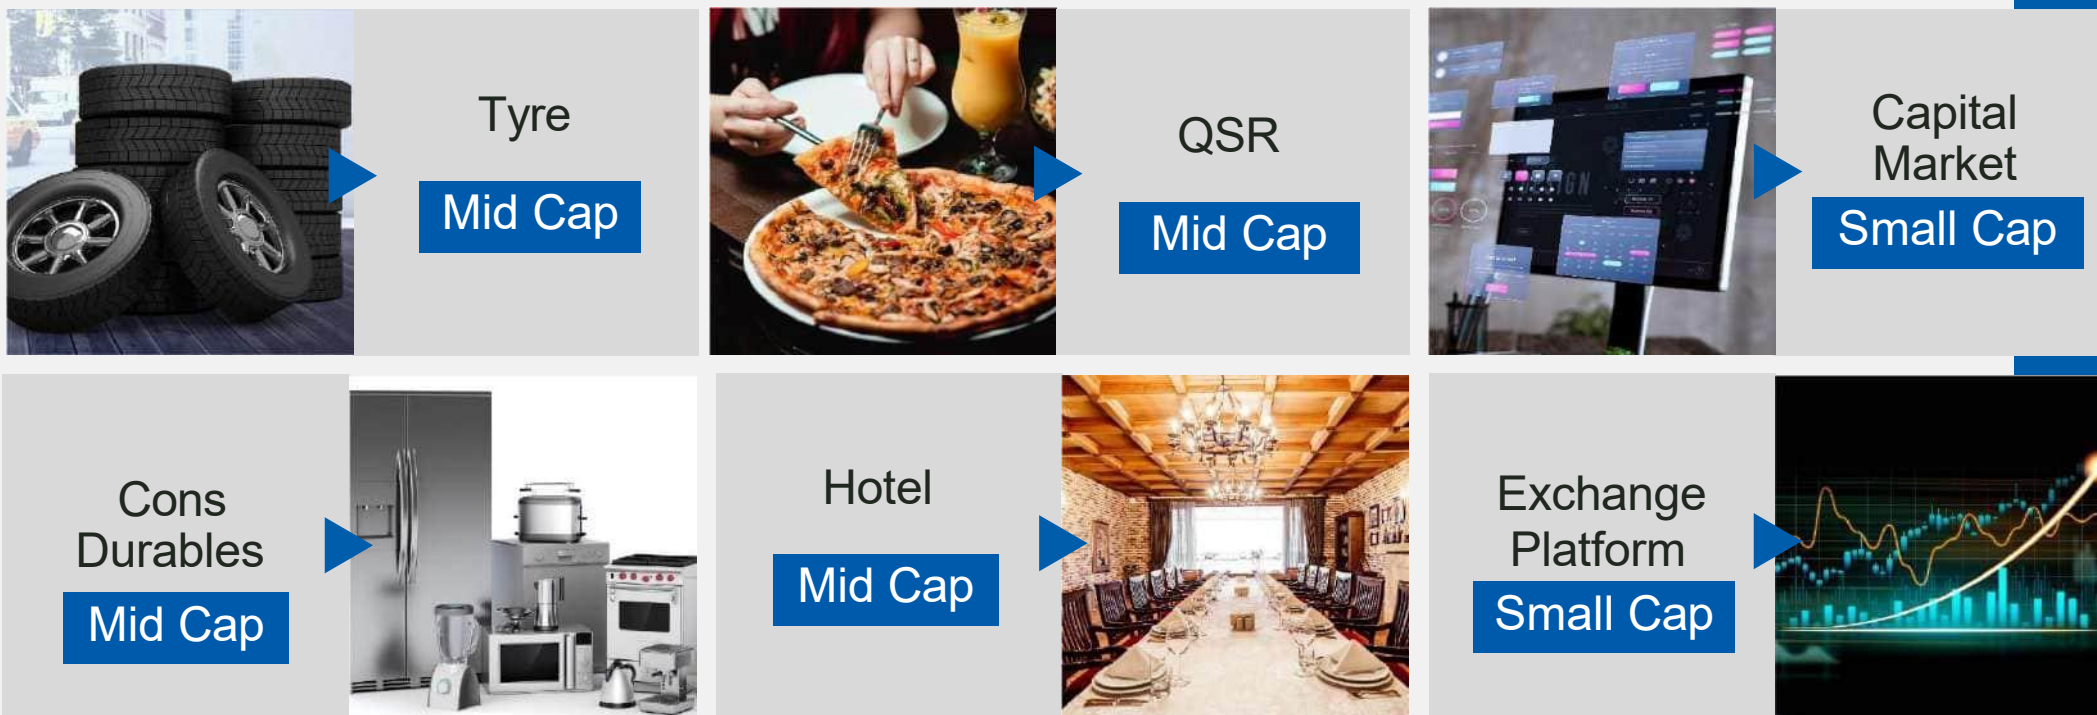 Tyre
Mid Cap
QSR
Mid Cap
Capital
Market
Small Cap
Cons
Durables
Mid Cap
Hotel
Mid Cap
Exchange
Platform
Small Cap